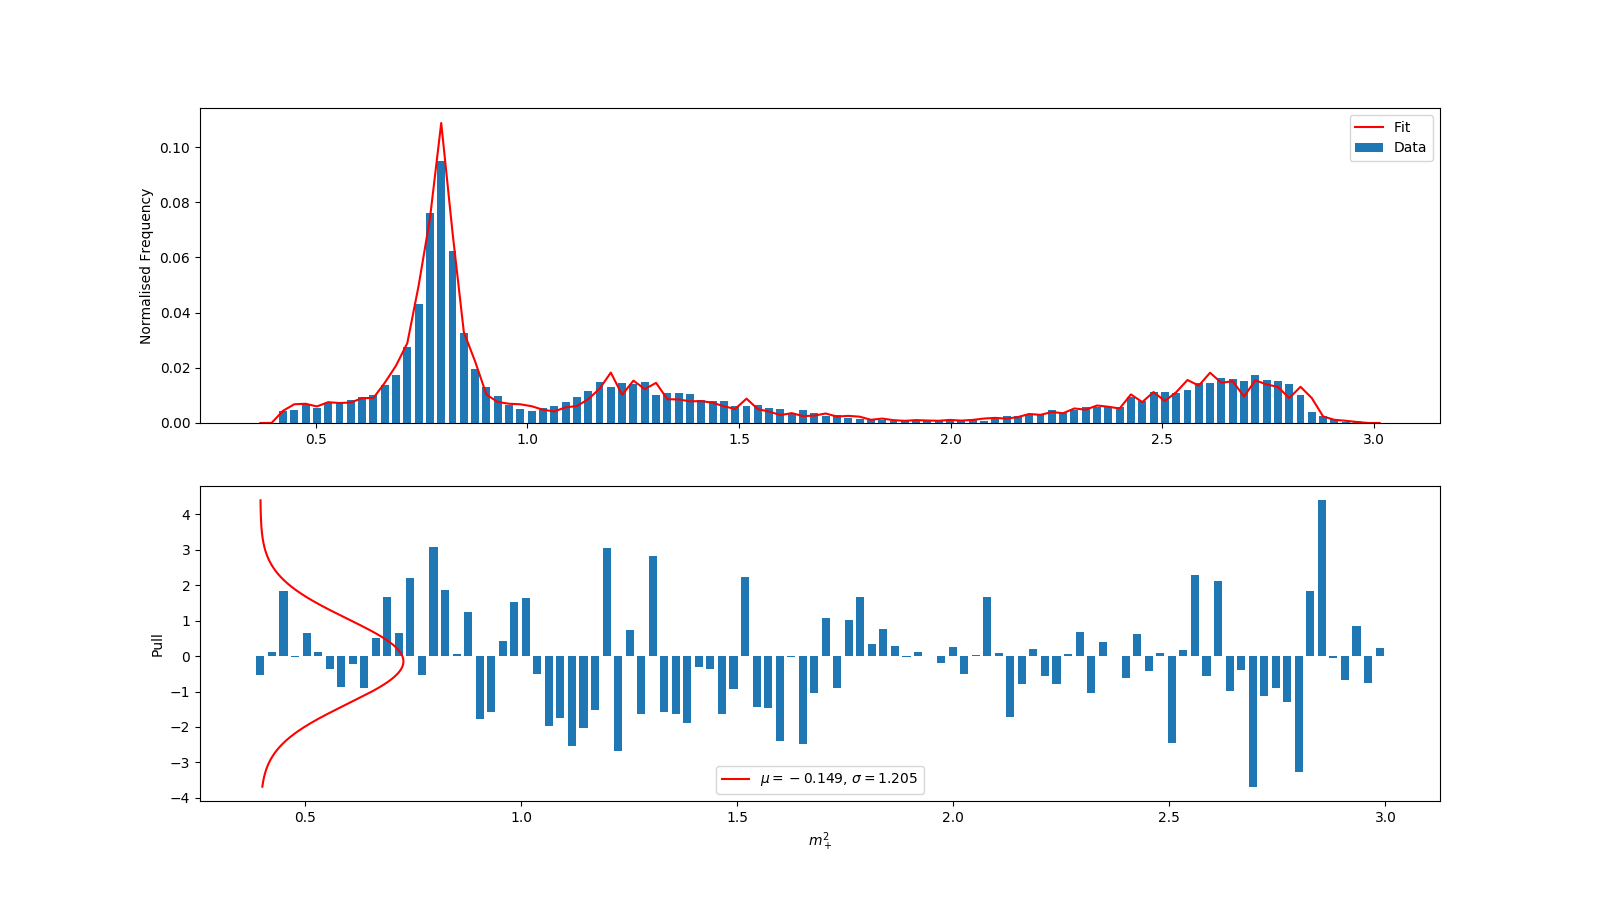 Normalised Frequency
0.10
0.08
0.06
0.04
0.02
0.00
0.5 1.0 1.5 2.0 2.5 3.0
Fit
Data
Pull
4
3
2
1
0
−1
−2
−3
−4
μ = −0.149, σ = 1.205
0.5 1.0 1.5 2.0 2.5 3.0
m²₊